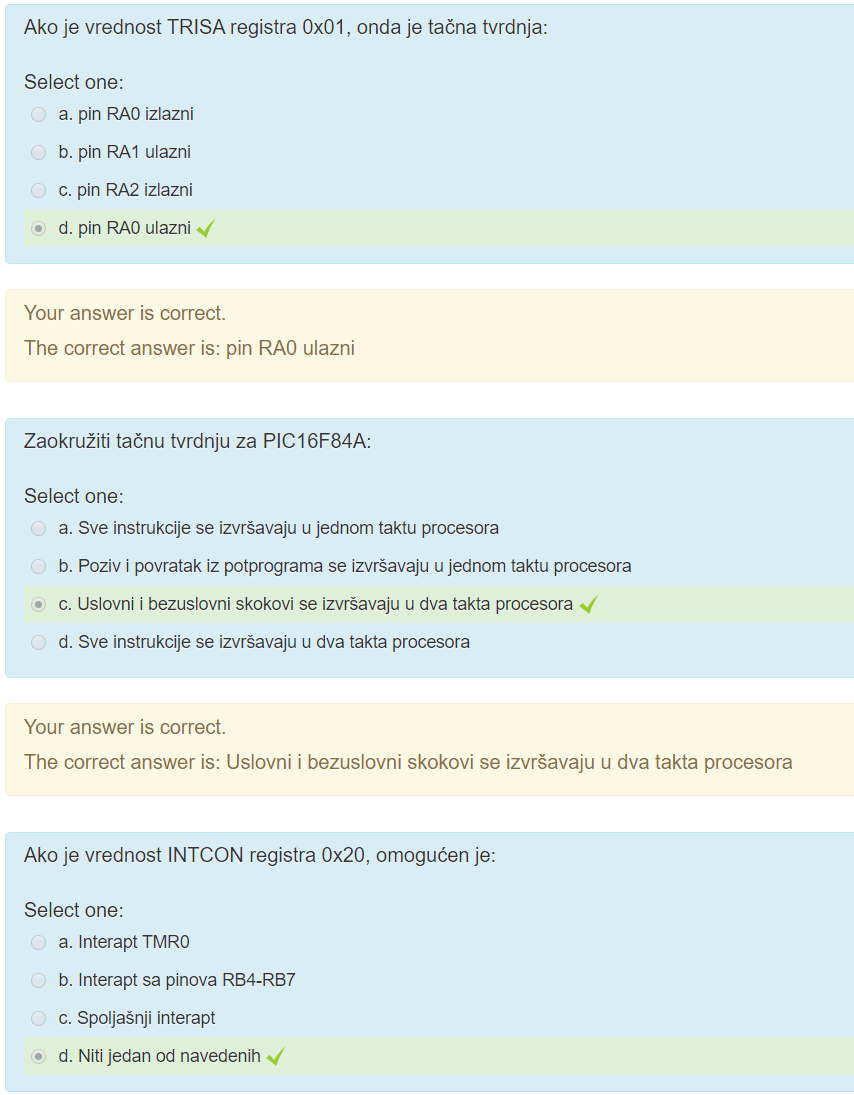 Ako je vrednost TRISA registra 0x01, onda je tačna tvrdnja:
Select one:
a. pin RA0 izlazni
b. pin RA1 ulazni
c. pin RA2 izlazni
d. pin RA0 ulazni
Your answer is correct.
The correct answer is: pin RA0 ulazni
Zaokružiti tačnu tvrdnju za PIC16F84A:
Select one:
a. Sve instrukcije se izvršavaju u jednom taktu procesora
b. Poziv i povratak iz potprograma se izvršavaju u jednom taktu procesora
c. Uslovni i bezuslovni skokovi se izvršavaju u dva takta procesora
d. Sve instrukcije se izvršavaju u dva takta procesora
Your answer is correct.
The correct answer is: Uslovni i bezuslovni skokovi se izvršavaju u dva takta procesora
Ako je vrednost INTCON registra 0x20, omogućen je:
Select one:
a. Interapt TMR0
b. Interapt sa pinova RB4-RB7
c. Spoljašnji interapt
d. Niti jedan od navedenih